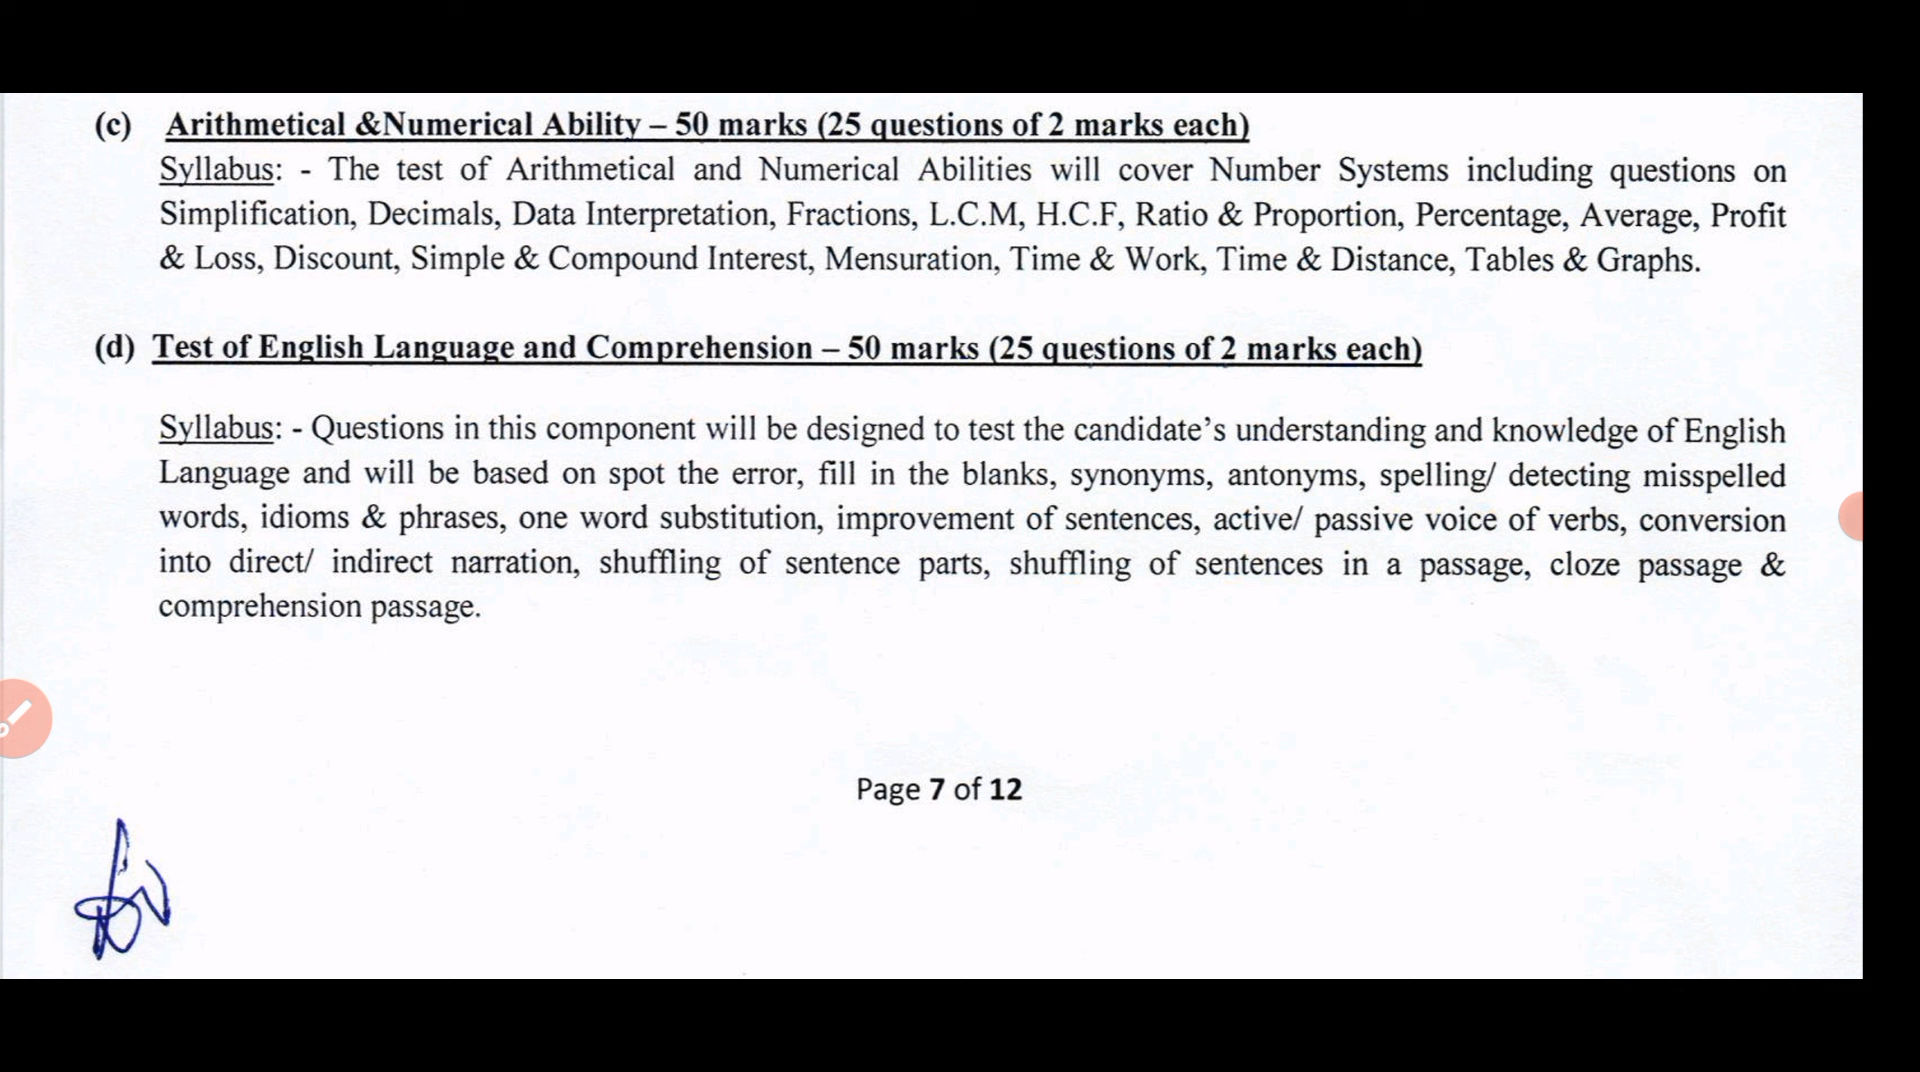 (c) Arithmetical &Numerical Ability – 50 marks (25 questions of 2 marks each)
Syllabus: - The test of Arithmetical and Numerical Abilities will cover Number Systems including questions on
Simplification, Decimals, Data Interpretation, Fractions, L.C.M, H.C.F, Ratio & Proportion, Percentage, Average, Profit
& Loss, Discount, Simple & Compound Interest, Mensuration, Time & Work, Time & Distance, Tables & Graphs.
(d) Test of English Language and Comprehension – 50 marks (25 questions of 2 marks each)
Syllabus: - Questions in this component will be designed to test the candidate’s understanding and knowledge of English
Language and will be based on spot the error, fill in the blanks, synonyms, antonyms, spelling/ detecting misspelled
words, idioms & phrases, one word substitution, improvement of sentences, active/ passive voice of verbs, conversion
into direct/ indirect narration, shuffling of sentence parts, shuffling of sentences in a passage, cloze passage &
comprehension passage.
Page 7 of 12